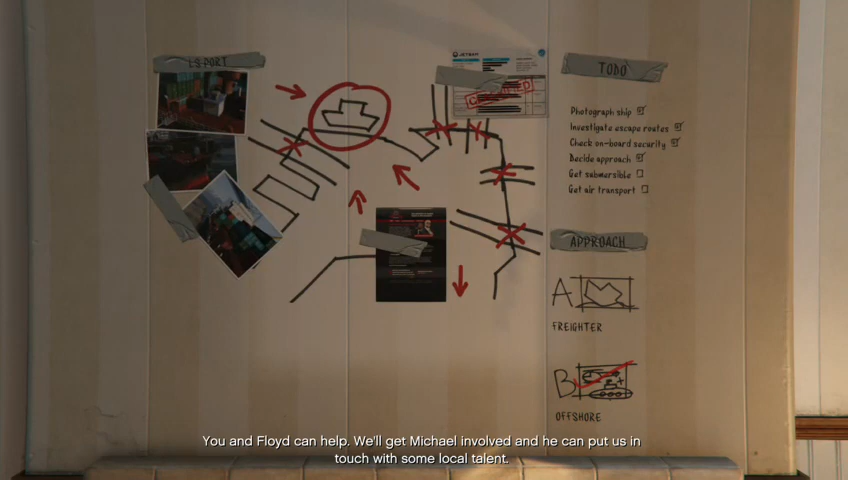 LS PORT
JETSAM
TODO
Photograph ship
Investigate escape routes
Check on-board security
Decide approach
Get submersible
Get air transport
APPROACH
A
FREIGHTER
B
OFFSHORE
You and Floyd can help. We'll get Michael involved and he can put us in
touch with some local talent.